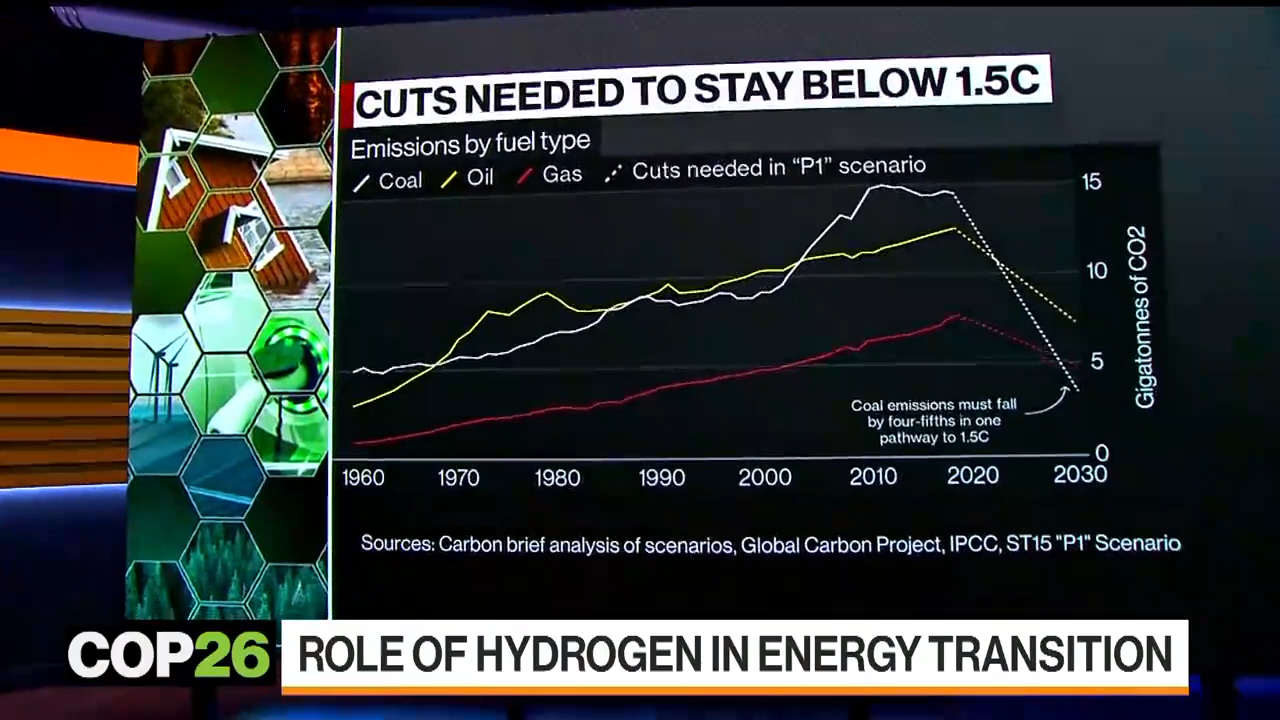 CUTS NEEDED TO STAY BELOW 1.5C
Emissions by fuel type
Coal Oil Gas Cuts needed in “P1” scenario
15
10
5
0
Gigatonnes of CO2
Coal emissions must fall
by four-fifths in one
pathway to 1.5C
1960 1970 1980 1990 2000 2010 2020 2030
Sources: Carbon brief analysis of scenarios, Global Carbon Project, IPCC, ST15 "P1" Scenario
COP26
ROLE OF HYDROGEN IN ENERGY TRANSITION